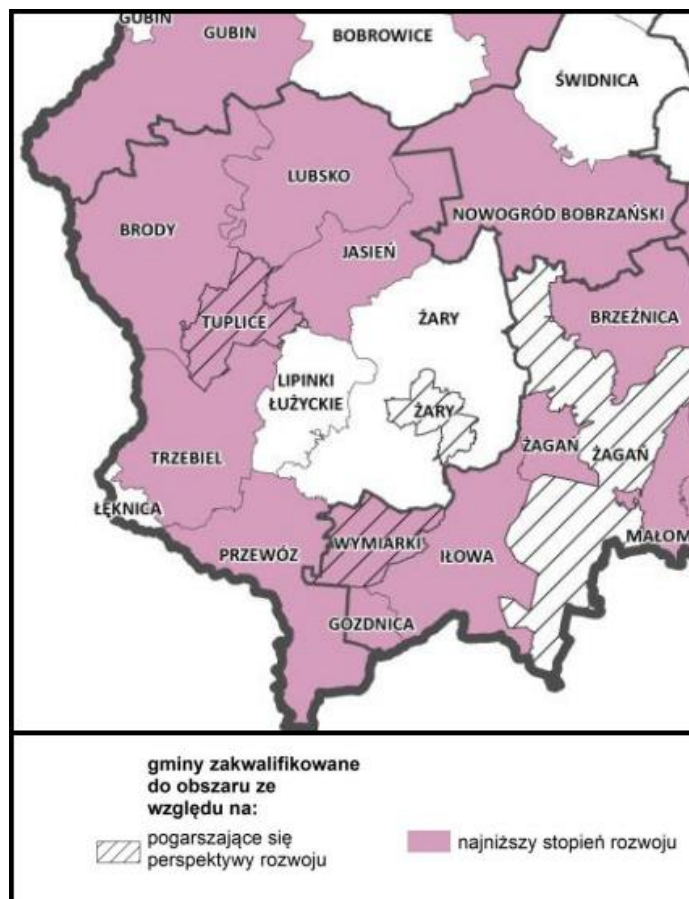 GUBIN
GUBIN
BOBROWICE
ŚWIDNICA
LUBSKO
NOWOGRÓD BOBRZAŃSKI
BRODY
JASIEŃ
TUPLICE
ŻARY
BRZEŹNICA
LIPINKI
ŁUŻYCKIE
ŻARY
ŻAGAŃ
ŻAGAŃ
TRZEBIEL
ŁĘKNICA
PRZEWÓZ
WYMIARKI
IŁOWA
MAŁOM
GOZDNICA
gminy zakwalifikowane
do obszaru ze
względu na:
pogarszające się
perspektywy rozwoju
najniższy stopień rozwoju